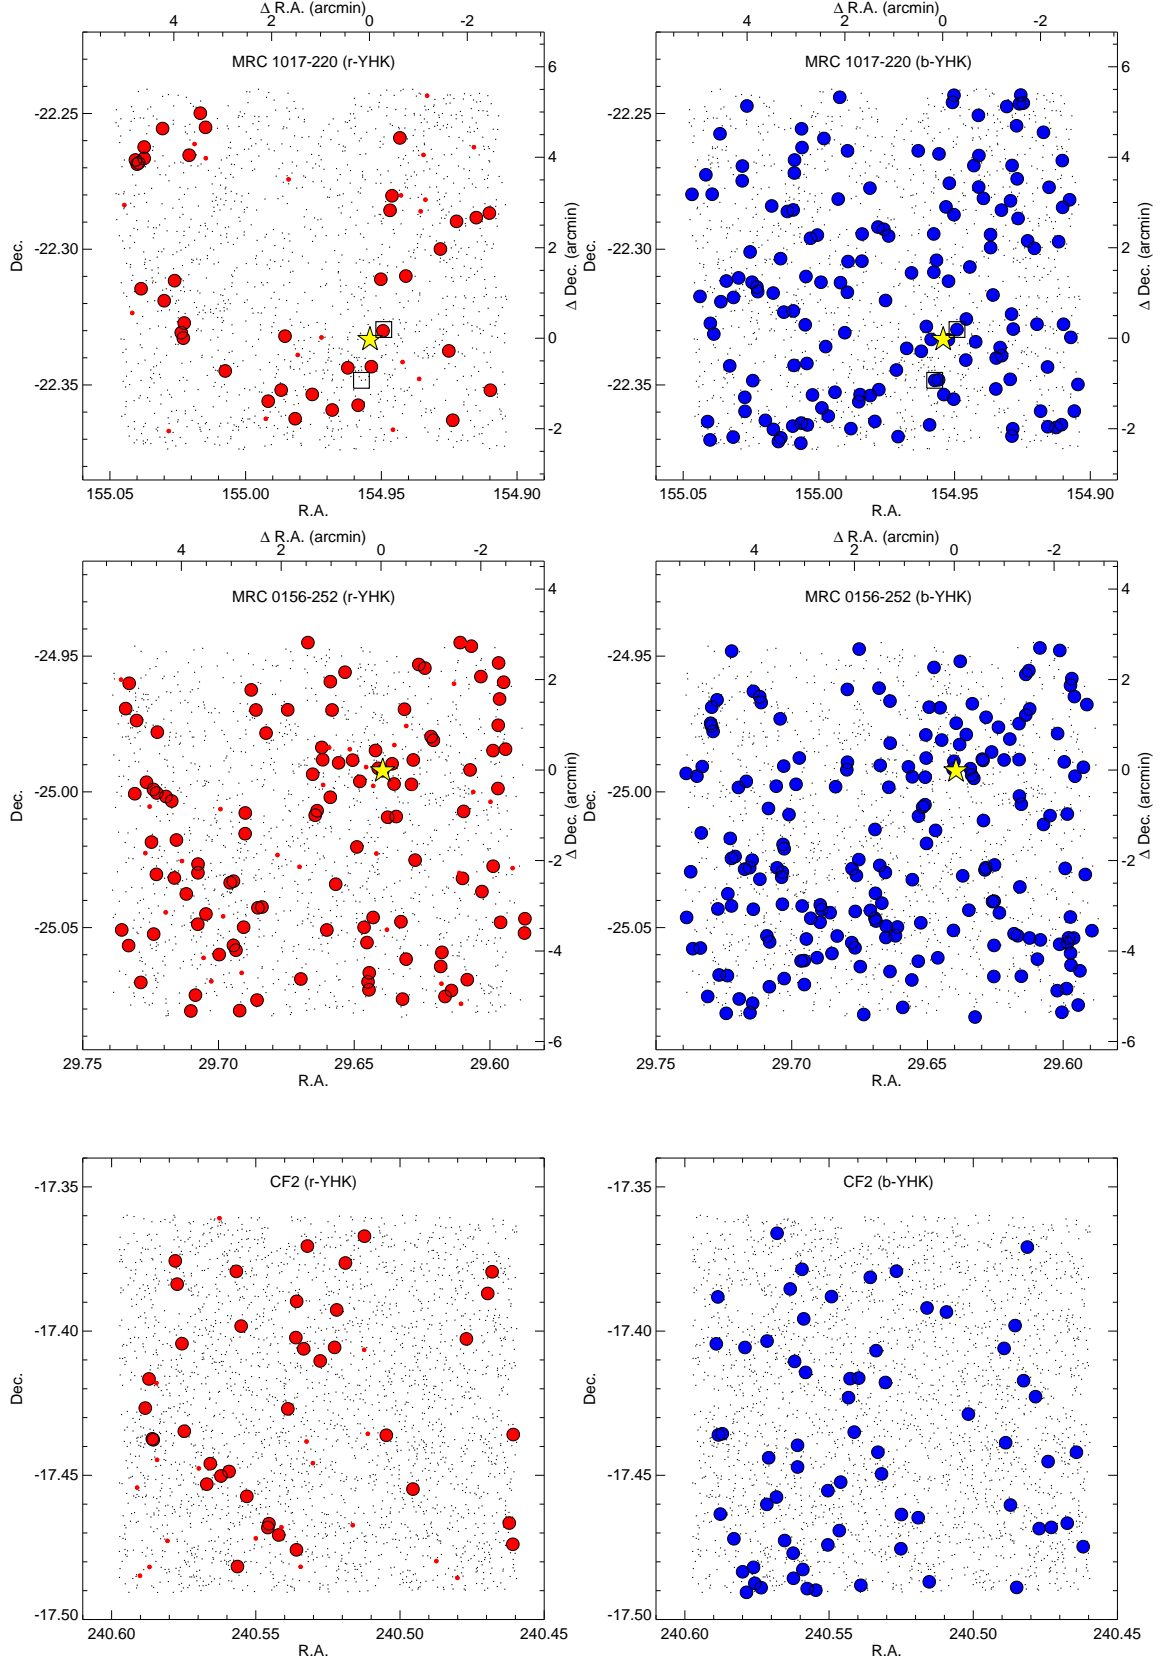 Δ R.A. (arcmin)
4 2 0 -2
MRC 1017-220 (r-YHK)
-22.25
-22.30
-22.35
Dec.
6
4
2
0
-2
Δ Dec. (arcmin)
155.05 155.00 154.95 154.90
R.A.
Δ R.A. (arcmin)
4 2 0 -2
MRC 1017-220 (b-YHK)
-22.25
-22.30
-22.35
Dec.
6
4
2
0
-2
Δ Dec. (arcmin)
155.05 155.00 154.95 154.90
R.A.
Δ R.A. (arcmin)
4 2 0 -2
MRC 0156-252 (r-YHK)
-24.95
-25.00
-25.05
Dec.
4
2
0
-2
-4
-6
Δ Dec. (arcmin)
29.75 29.70 29.65 29.60
R.A.
Δ R.A. (arcmin)
4 2 0 -2
MRC 0156-252 (b-YHK)
-24.95
-25.00
-25.05
Dec.
4
2
0
-2
-4
-6
Δ Dec. (arcmin)
29.75 29.70 29.65 29.60
R.A.
CF2 (r-YHK)
-17.35
-17.40
-17.45
-17.50
Dec.
240.60 240.55 240.50 240.45
R.A.
CF2 (b-YHK)
-17.35
-17.40
-17.45
-17.50
Dec.
240.60 240.55 240.50 240.45
R.A.